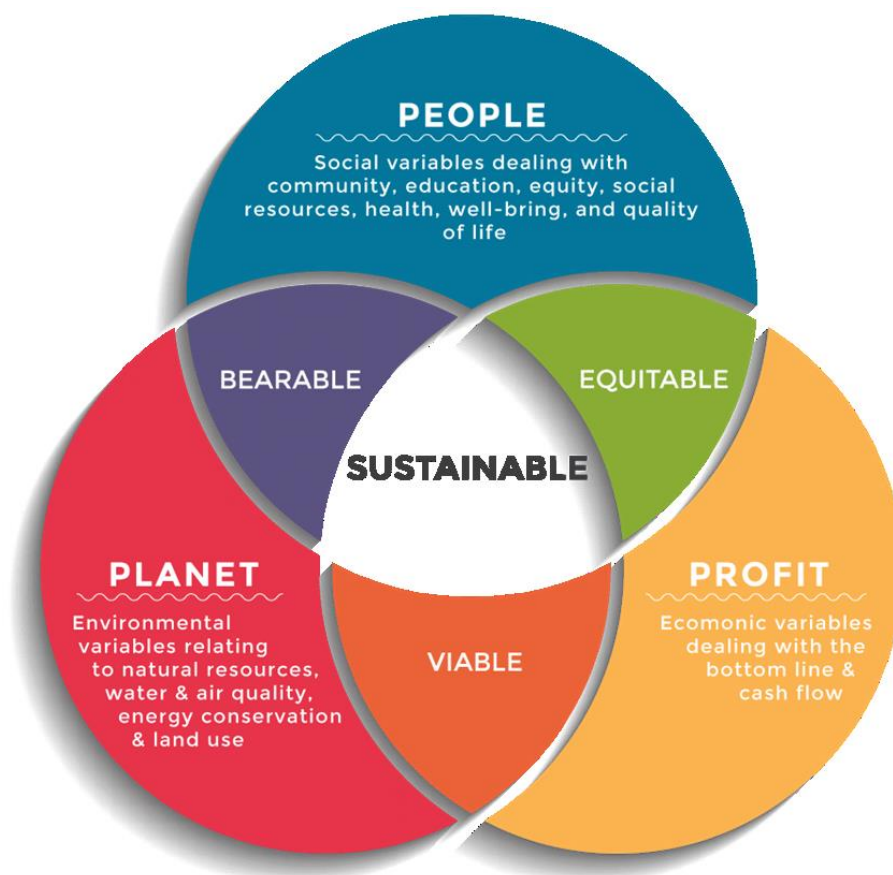 PEOPLE
Social variables dealing with
community, education, equity, social
resources, health, well-bring, and quality
of life
BEARABLE
EQUITABLE
SUSTAINABLE
PLANET
Environmental
variables relating
to natural resources,
water & air quality,
energy conservation
& land use
VIABLE
PROFIT
Ecomonic variables
dealing with the
bottom line &
cash flow